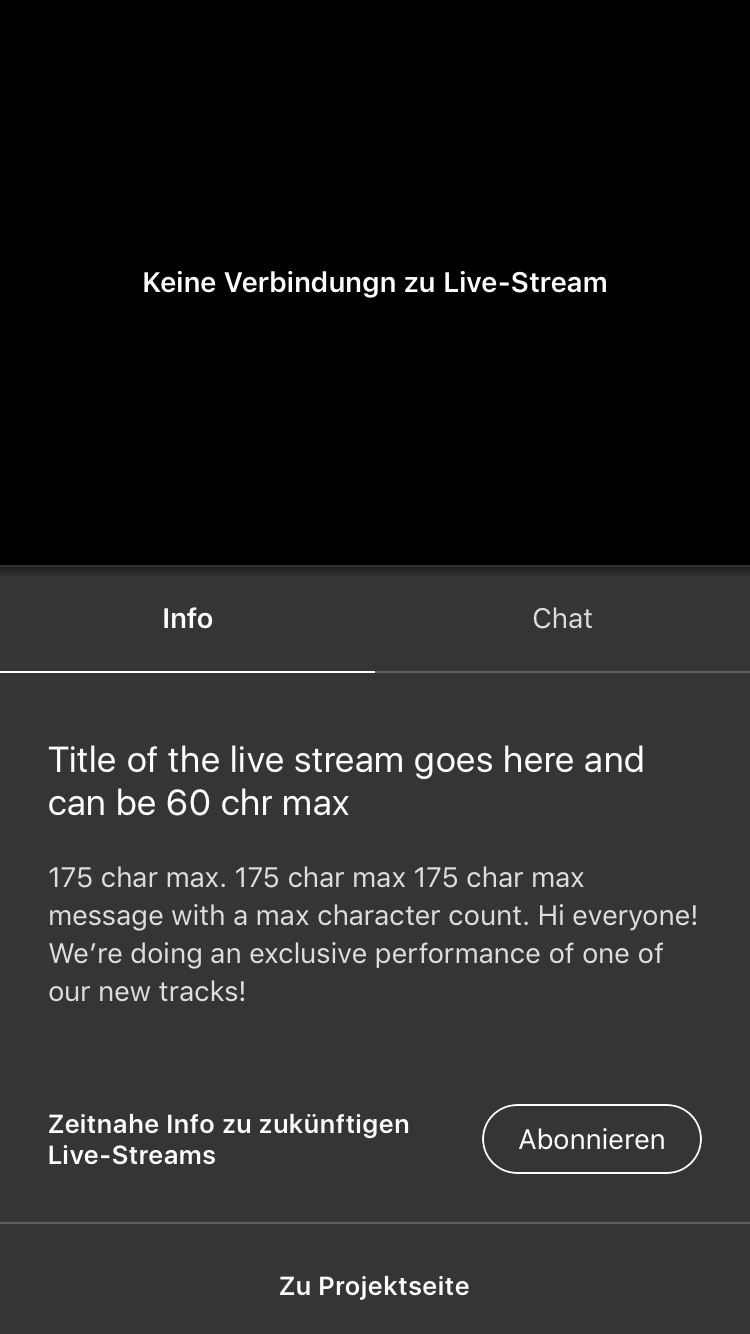 Keine Verbindungn zu Live-Stream
Info
Chat
Title of the live stream goes here and
can be 60 chr max
175 char max. 175 char max 175 char max
message with a max character count. Hi everyone!
We’re doing an exclusive performance of one of
our new tracks!
Zeitnahe Info zu zukünftigen
Live-Streams
Abonnieren
Zu Projektseite